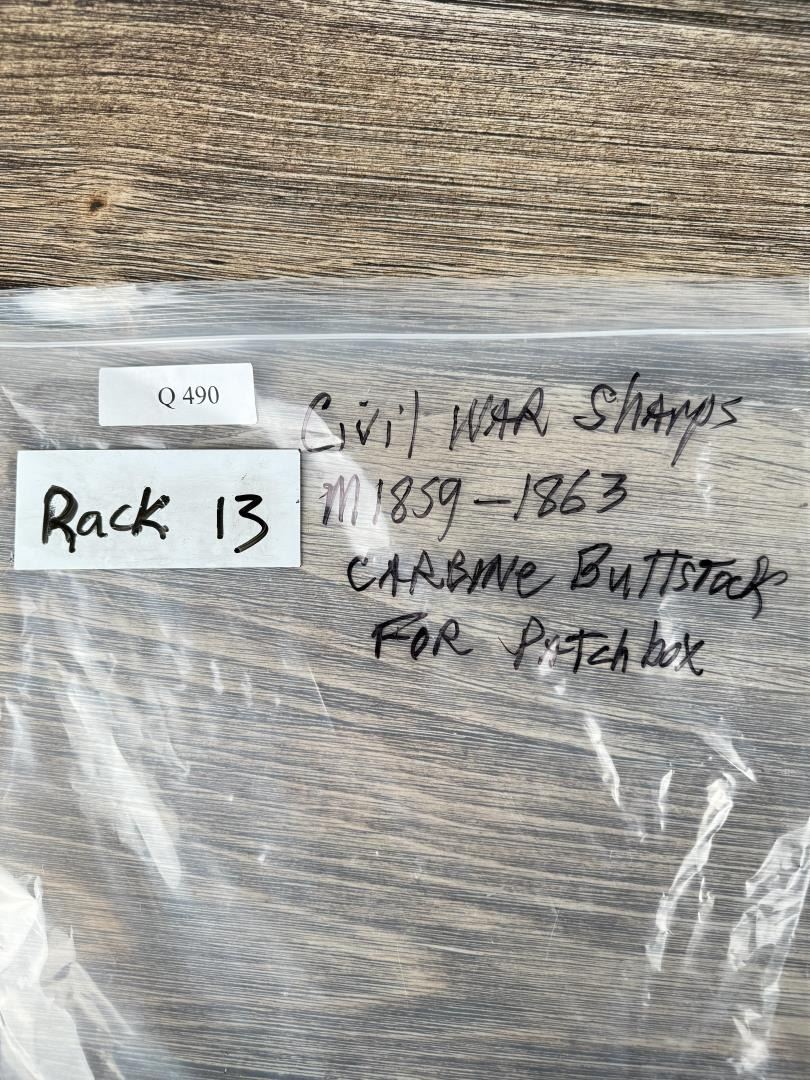 Q 490
Rack 13
Civil WAR Sharps
M1859-1863
CARBINE Buttstock
FOR Patchbox